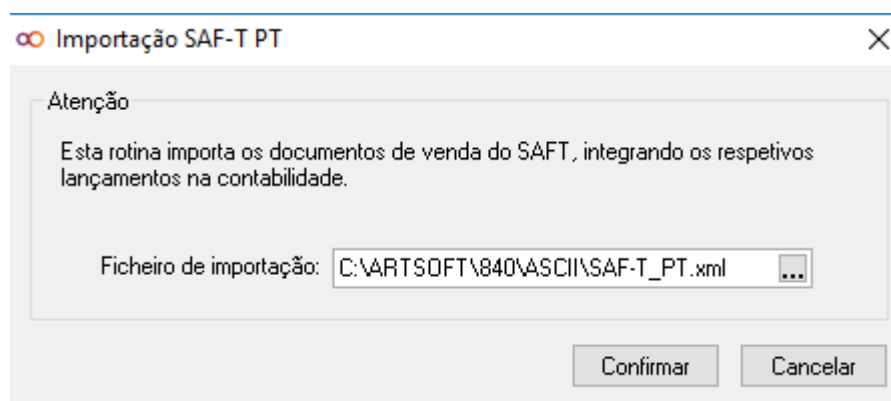 Importação SAF-T PT
Atenção
Esta rotina importa os documentos de venda do SAFT, integrando os respetivos
lançamentos na contabilidade.
Ficheiro de importação: C:\ARTSOFT\840\ASCII\SAF-T_PT.xml ...
Confirmar Cancelar